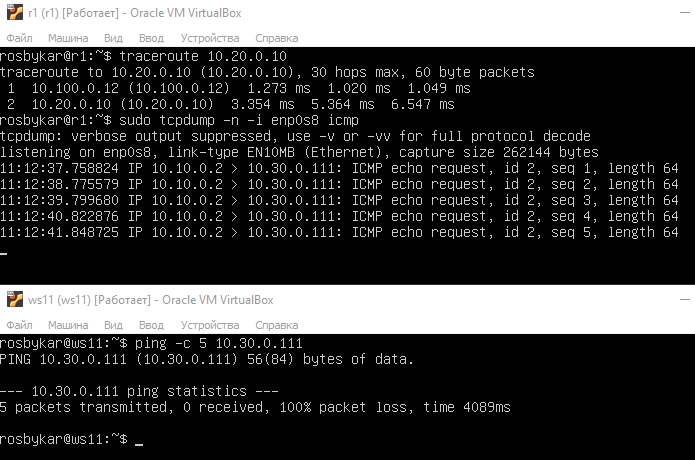 r1 (r1) [Работает] - Oracle VM VirtualBox
Файл Машина Вид Ввод Устройства Справка
rosbykar@r1:~$ traceroute 10.20.0.10
traceroute to 10.20.0.10 (10.20.0.10), 30 hops max, 60 byte packets
1 10.100.0.12 (10.100.0.12) 1.273 ms 1.020 ms 1.049 ms
2 10.20.0.10 (10.20.0.10) 3.354 ms 5.364 ms 6.547 ms
rosbykar@r1:~$ sudo tcpdump -n -i enp0s8 icmp
tcpdump: verbose output suppressed, use -v or -vv for full protocol decode
listening on enp0s8, link-type EN10MB (Ethernet), capture size 262144 bytes
11:12:37.758824 IP 10.10.0.2 > 10.30.0.111: ICMP echo request, id 2, seq 1, length 64
11:12:38.775579 IP 10.10.0.2 > 10.30.0.111: ICMP echo request, id 2, seq 2, length 64
11:12:39.799680 IP 10.10.0.2 > 10.30.0.111: ICMP echo request, id 2, seq 3, length 64
11:12:40.822876 IP 10.10.0.2 > 10.30.0.111: ICMP echo request, id 2, seq 4, length 64
11:12:41.848725 IP 10.10.0.2 > 10.30.0.111: ICMP echo request, id 2, seq 5, length 64
ws11 (ws11) [Работает] - Oracle VM VirtualBox
Файл Машина Вид Ввод Устройства Справка
rosbykar@ws11:~$ ping -c 5 10.30.0.111
PING 10.30.0.111 (10.30.0.111) 56(84) bytes of data.
--- 10.30.0.111 ping statistics ---
5 packets transmitted, 0 received, 100% packet loss, time 4089ms
rosbykar@ws11:~$ _